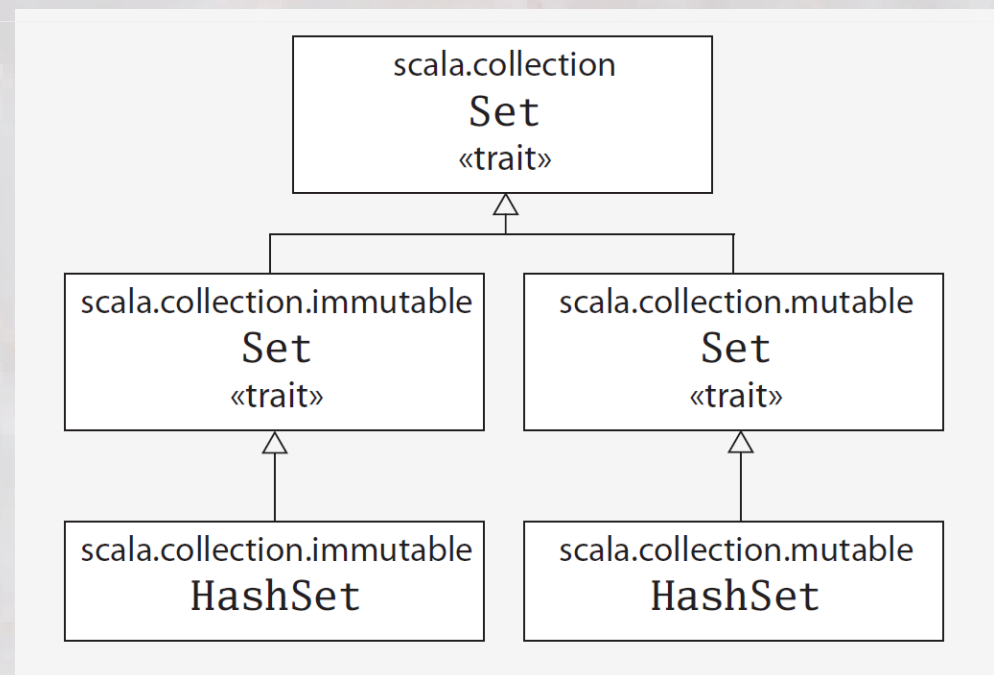 scala.collection
Set
«trait»
scala.collection.immutable
Set
«trait»
scala.collection.mutable
Set
«trait»
scala.collection.immutable
HashSet
scala.collection.mutable
HashSet